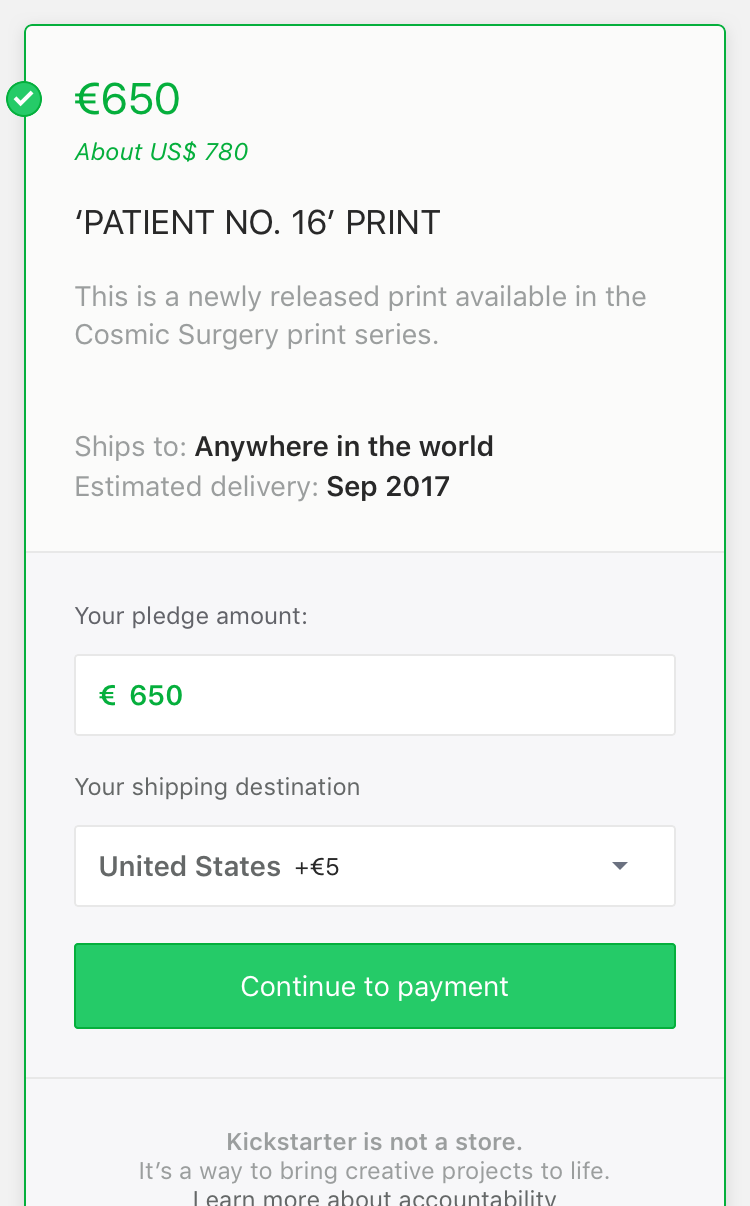 €650
About US$ 780
‘PATIENT NO. 16’ PRINT
This is a newly released print available in the
Cosmic Surgery print series.
Ships to: Anywhere in the world
Estimated delivery: Sep 2017
Your pledge amount:
€ 650
Your shipping destination
United States +€5
Continue to payment
Kickstarter is not a store.
It’s a way to bring creative projects to life.
Learn more about accountability